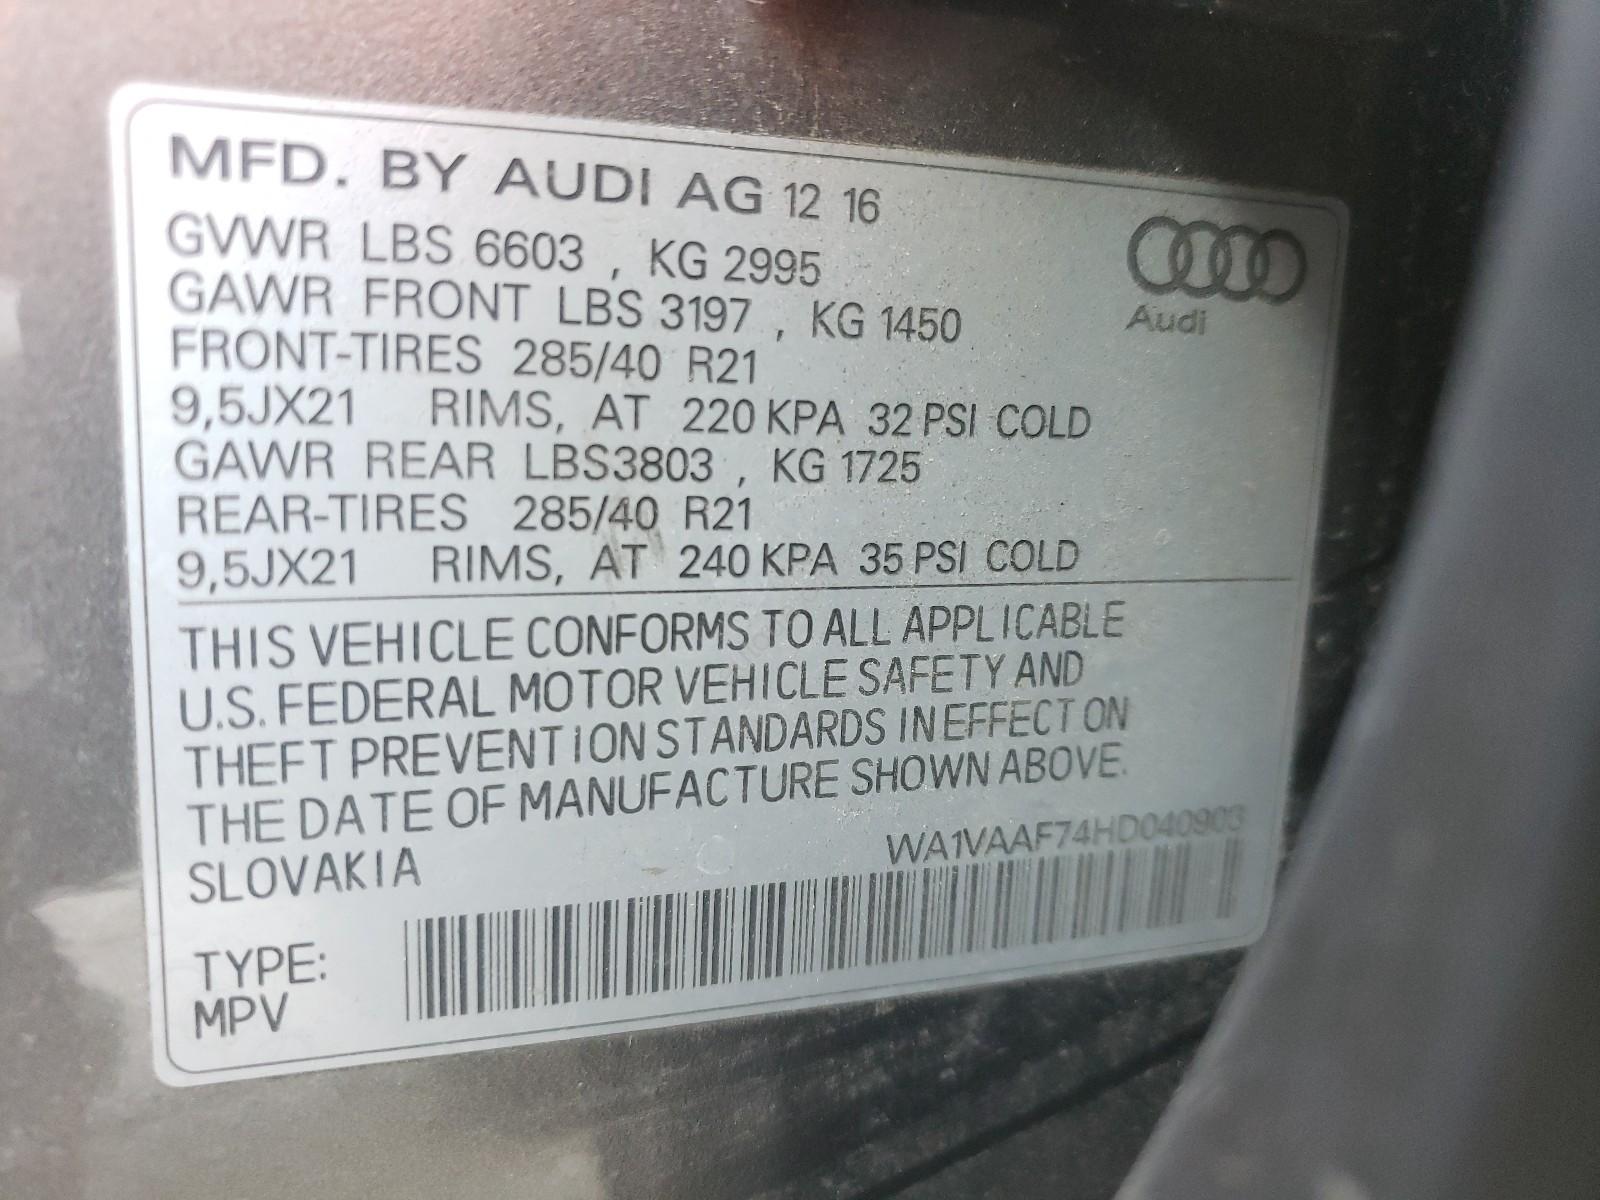 MFD. BY AUDI AG 12 16
GVWR LBS 6603 , KG 2995
GAWR FRONT LBS 3197 , KG 1450
FRONT-TIRES 285/40 R21
9,5JX21 RIMS, AT 220 KPA 32 PSI COLD
GAWR REAR LBS3803 , KG 1725
REAR-TIRES 285/40 R21
9,5JX21 RIMS, AT 240 KPA 35 PSI COLD
Audi
THIS VEHICLE CONFORMS TO ALL APPLICABLE
U.S. FEDERAL MOTOR VEHICLE SAFETY AND
THEFT PREVENTION STANDARDS IN EFFECT ON
THE DATE OF MANUFACTURE SHOWN ABOVE.
SLOVAKIA
WA1VAAF74HD040903
TYPE:
MPV